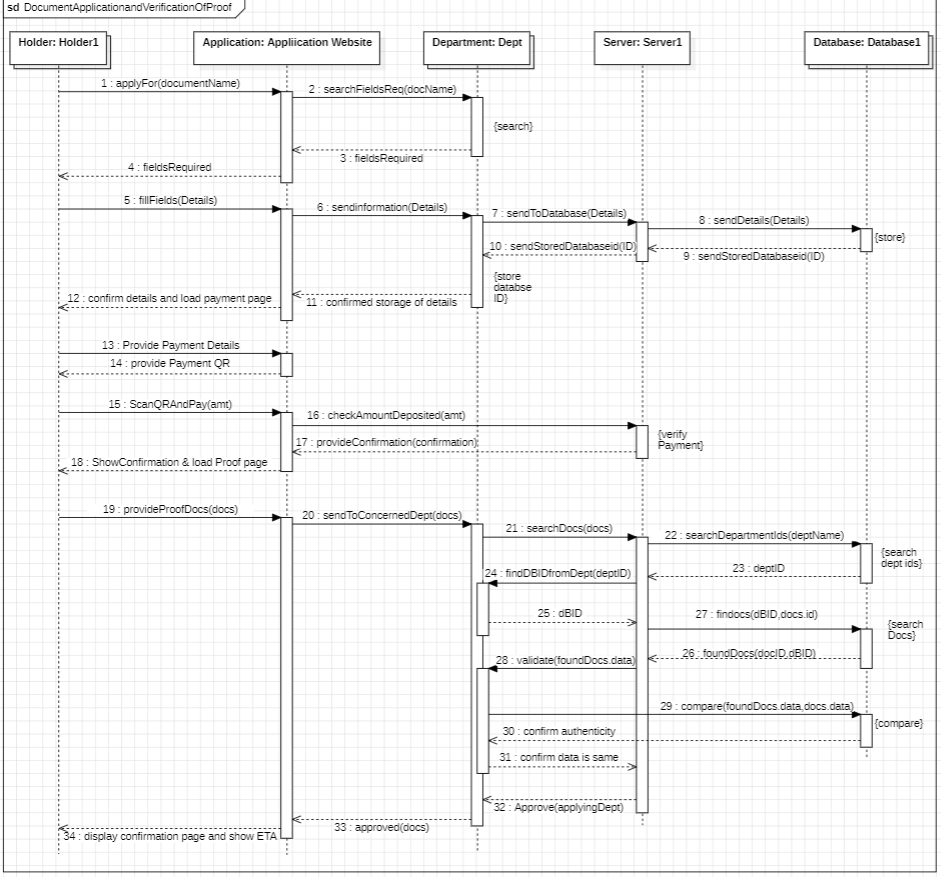 sd DocumentApplicationandVerificationOfProof
Holder: Holder1
Application: Appliication Website
Department: Dept
Server: Server1
Database: Database1
1 : applyFor(documentName)
2 : searchFieldsReq(docName)
{search}
3 : fieldsRequired
4 : fieldsRequired
5 : fillFields(Details)
6 : sendinformation(Details)
7 : sendToDatabase(Details)
8 : sendDetails(Details)
{store}
9 : sendStoredDatabaseid(ID)
10 : sendStoredDatabaseid(ID)
{store
databse
ID}
11 : confirmed storage of details
12 : confirm details and load payment page
13 : Provide Payment Details
14 : provide Payment QR
15 : ScanQRAndPay(amt)
16 : checkAmountDeposited(amt)
{verify
Payment}
17 : provideConfirmation(confirmation)
18 : ShowConfirmation & load Proof page
19 : provideProofDocs(docs)
20 : sendToConcernedDept(docs)
21 : searchDocs(docs)
22 : searchDepartmentIds(deptName)
{search
dept ids}
23 : deptID
24 : findDBIDfromDept(deptID)
25 : dBID
27 : findocs(dBID,docs.id)
{search
Docs}
26 : foundDocs(docID,dBID)
28 : validate(foundDocs.data)
29 : compare(foundDocs.data,docs.data)
{compare}
30 : confirm authenticity
31 : confirm data is same
32 : Approve(applyingDept)
33 : approved(docs)
34 : display confirmation page and show ETA